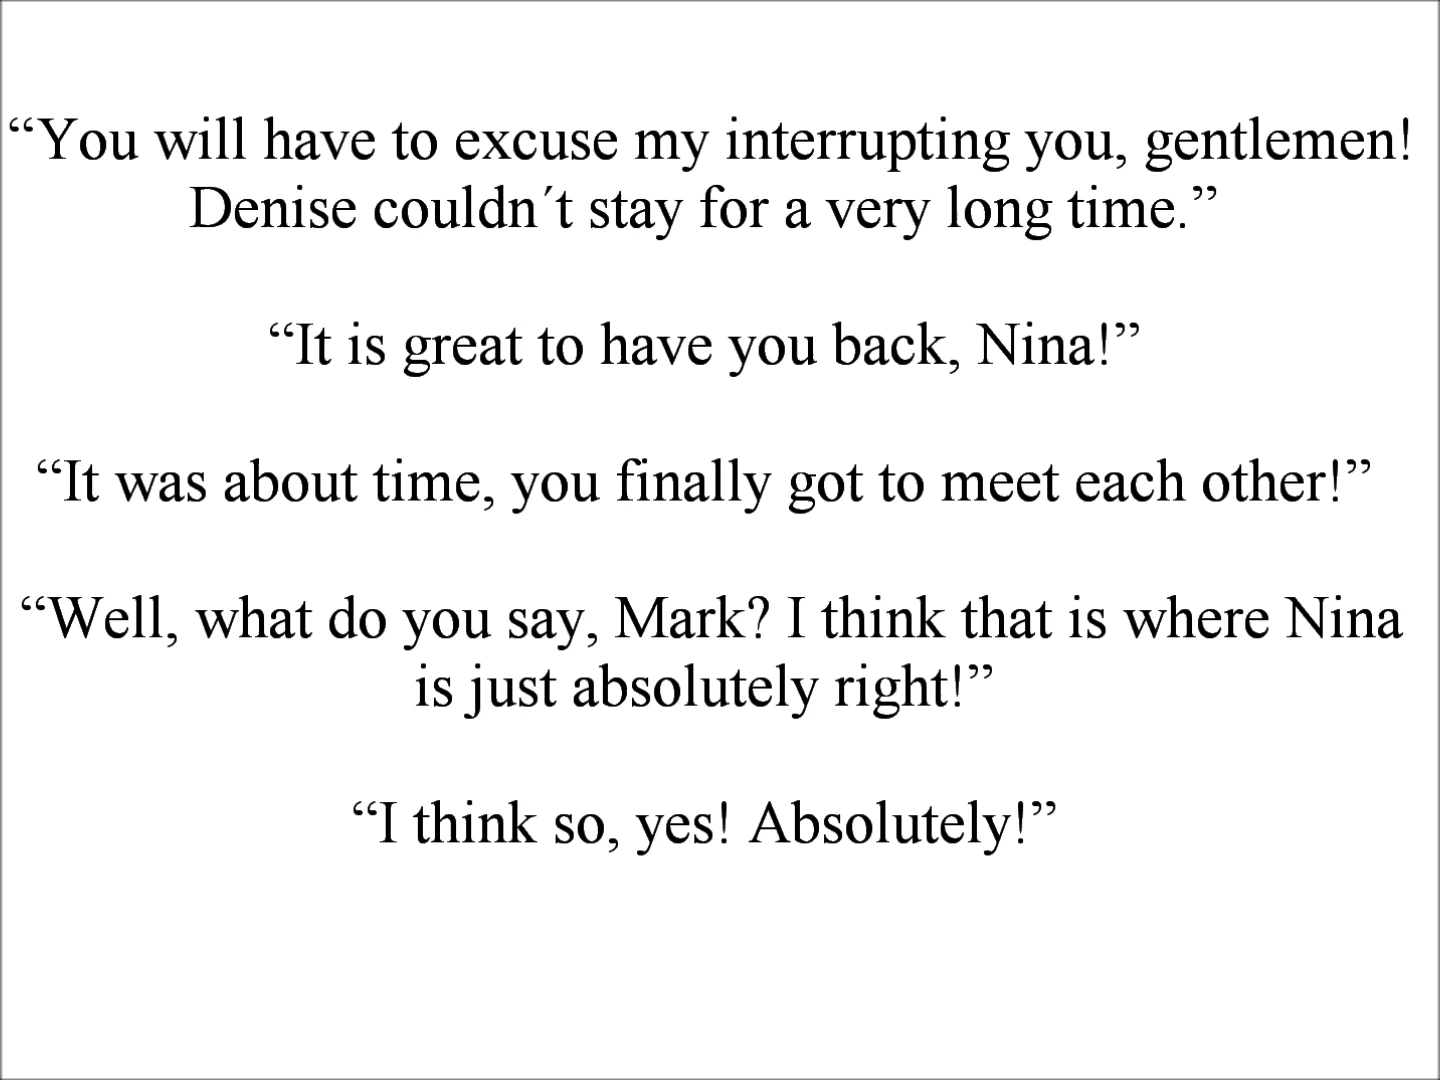 “You will have to excuse my interrupting you, gentlemen!
Denise couldn´t stay for a very long time.”
“It is great to have you back, Nina!”
“It was about time, you finally got to meet each other!”
“Well, what do you say, Mark? I think that is where Nina
is just absolutely right!”
“I think so, yes! Absolutely!”